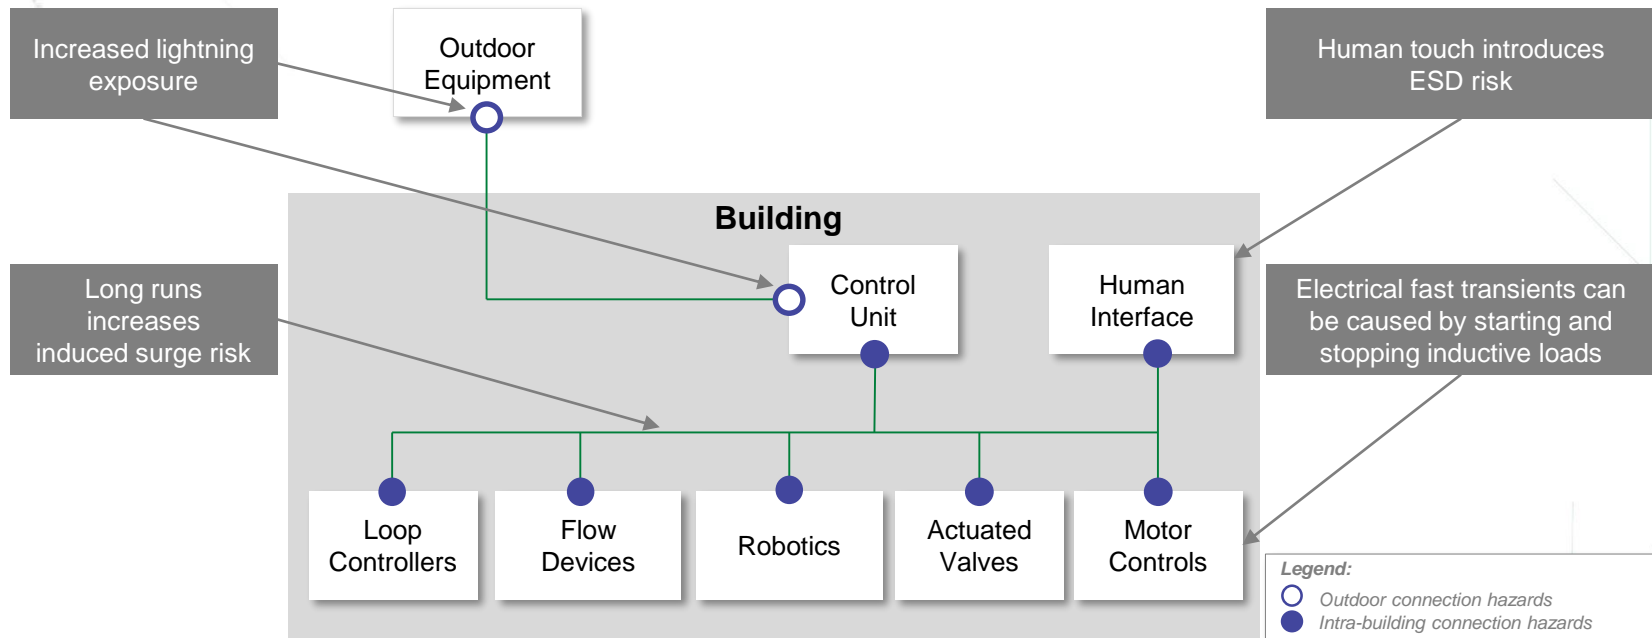 Increased lightning
exposure
Outdoor
Equipment
Human touch introduces
ESD risk
Building
Long runs
increases
induced surge risk
Control
Unit
Human
Interface
Electrical fast transients can
be caused by starting and
stopping inductive loads
Loop
Controllers
Flow
Devices
Robotics
Actuated
Valves
Motor
Controls
Legend:
Outdoor connection hazards
Intra-building connection hazards